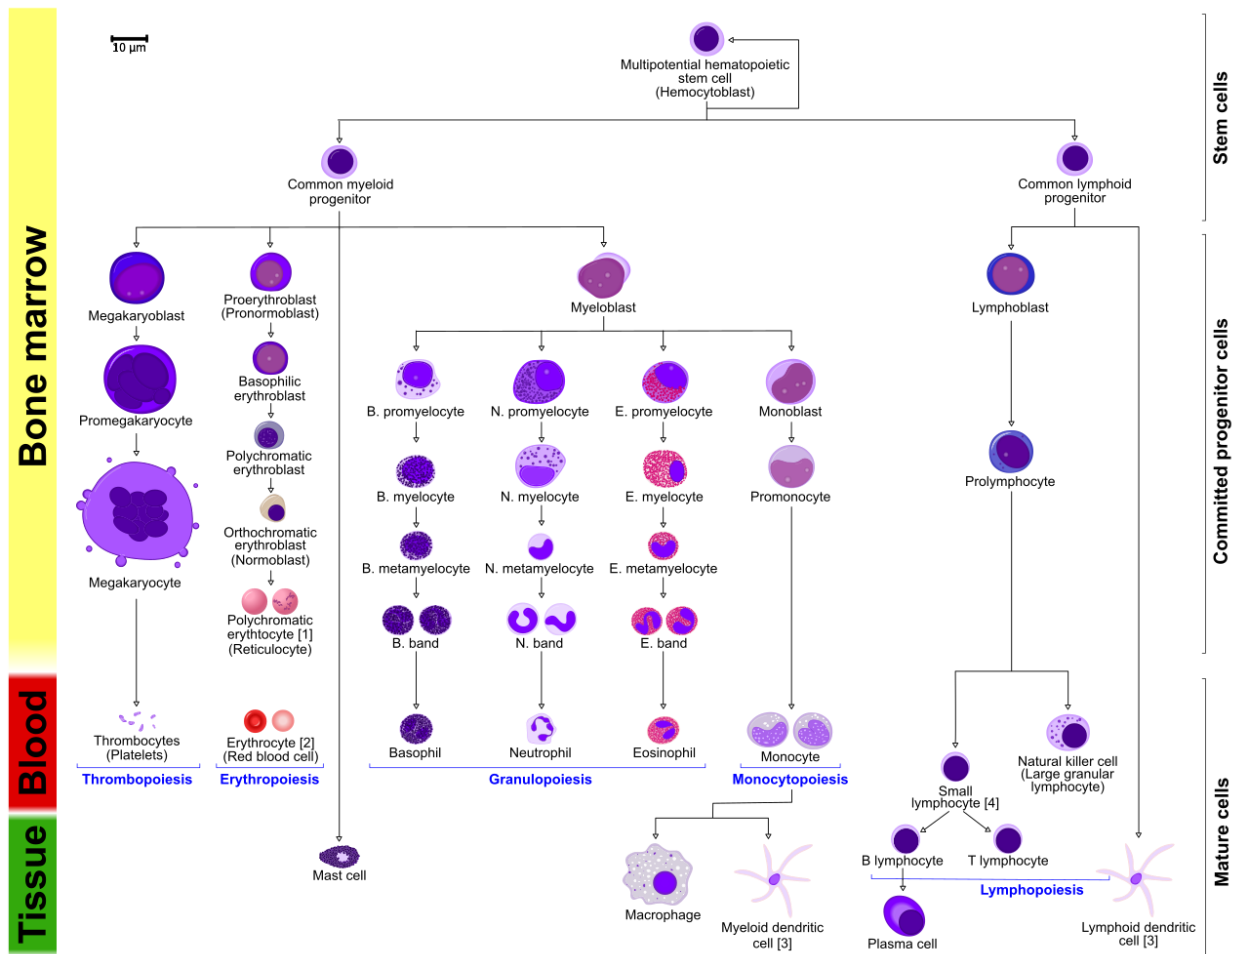 10 µm
Multipotential hematopoietic
stem cell
(Hemocytoblast)
Stem cells
Common myeloid
progenitor
Common lymphoid
progenitor
Bone marrow
Committed progenitor cells
Megakaryoblast
Proerythroblast
(Pronormoblast)
Myeloblast
Lymphoblast
Promegakaryocyte
Basophilic
erythroblast
B. promyelocyte
N. promyelocyte
E. promyelocyte
Monoblast
Polychromatic
erythroblast
B. myelocyte
N. myelocyte
E. myelocyte
Promonocyte
Prolymphocyte
Megakaryocyte
Orthochromatic
erythroblast
(Normoblast)
B. metamyelocyte
N. metamyelocyte
E. metamyelocyte
Polychromatic
erythtocyte [1]
(Reticulocyte)
B. band
N. band
E. band
Blood
Mature cells
Thrombocytes
(Platelets)
Erythrocyte [2]
(Red blood cell)
Basophil
Neutrophil
Eosinophil
Monocyte
Natural killer cell
(Large granular
lymphocyte)
Thrombopoiesis
Erythropoiesis
Granulopoiesis
Monocytopoiesis
Small
lymphocyte [4]
Tissue
Mast cell
Macrophage
Myeloid dendritic
cell [3]
B lymphocyte
T lymphocyte
Lymphopoiesis
Plasma cell
Lymphoid dendritic
cell [3]